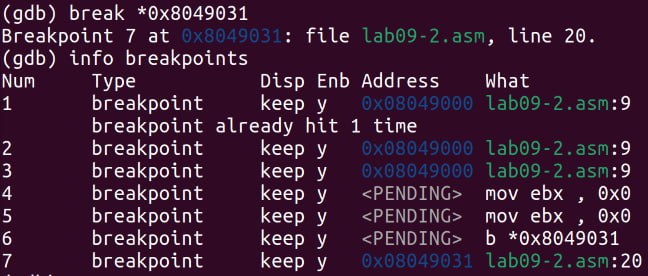 (gdb) break *0x8049031
Breakpoint 7 at 0x8049031: file lab09-2.asm, line 20.
(gdb) info breakpoints
Num Type Disp Enb Address What
1 breakpoint keep y 0x08049000 lab09-2.asm:9
breakpoint already hit 1 time
2 breakpoint keep y 0x08049000 lab09-2.asm:9
3 breakpoint keep y 0x08049000 lab09-2.asm:9
4 breakpoint keep y <PENDING> mov ebx , 0x0
5 breakpoint keep y <PENDING> mov ebx , 0x0
6 breakpoint keep y <PENDING> b *0x8049031
7 breakpoint keep y 0x08049031 lab09-2.asm:20